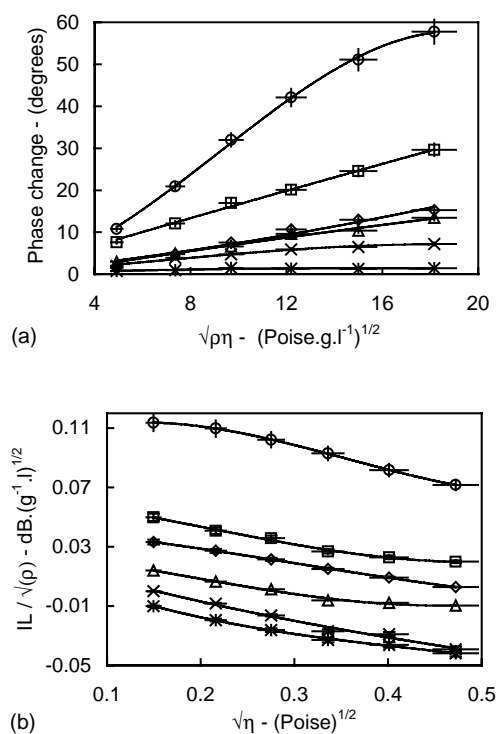 60
50
40
30
20
10
0
Phase change - (degrees)
4 8 12 16 20
(a) √ρη - (Poise.g.l⁻¹)¹/²
0.11
0.07
0.03
-0.01
-0.05
IL / √(ρ) - dB.(g⁻¹.l)¹/²
0.1 0.2 0.3 0.4 0.5
(b) √η - (Poise)¹/²